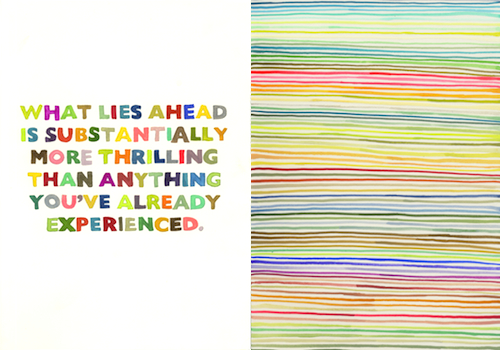 WHAT LIES AHEAD
IS SUBSTANTIALLY
MORE THRILLING
THAN ANYTHING
YOU'VE ALREADY
EXPERIENCED.